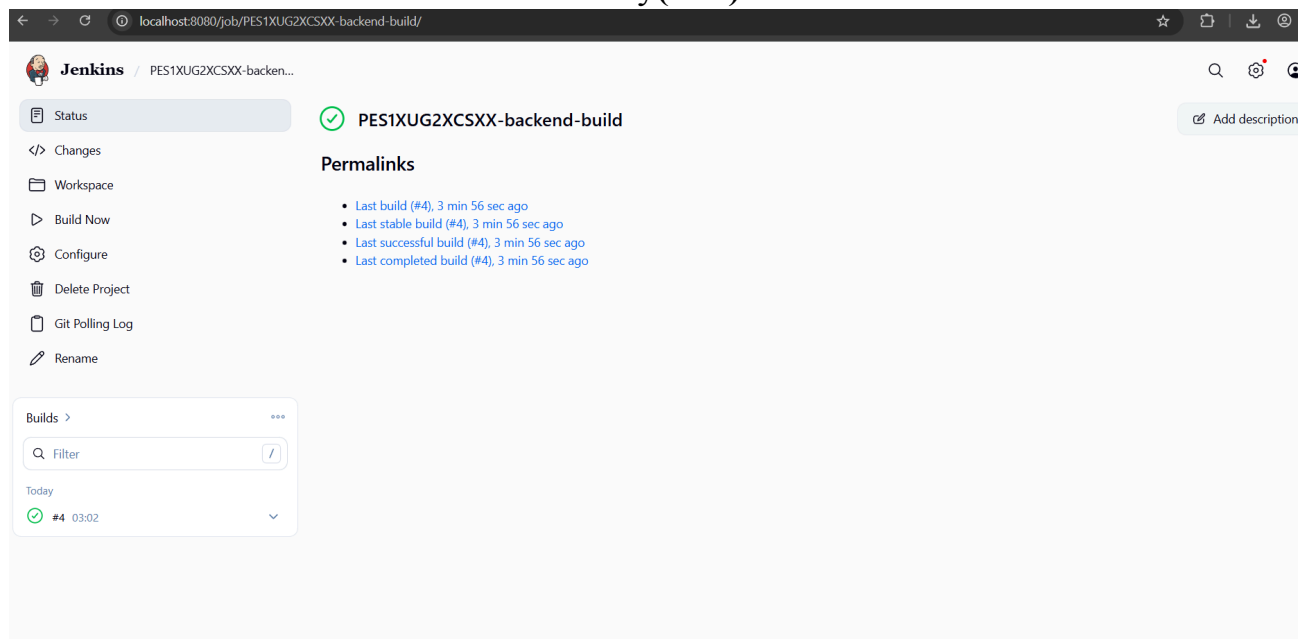 localhost:8080/job/PES1XUG2XCSXX-backend-build/
Jenkins / PES1XUG2XCSXX-backen...
Status
Changes
Workspace
Build Now
Configure
Delete Project
Git Polling Log
Rename
Builds >
Filter /
Today
#4 03:02
PES1XUG2XCSXX-backend-build
Add description
Permalinks
Last build (#4), 3 min 56 sec ago
Last stable build (#4), 3 min 56 sec ago
Last successful build (#4), 3 min 56 sec ago
Last completed build (#4), 3 min 56 sec ago